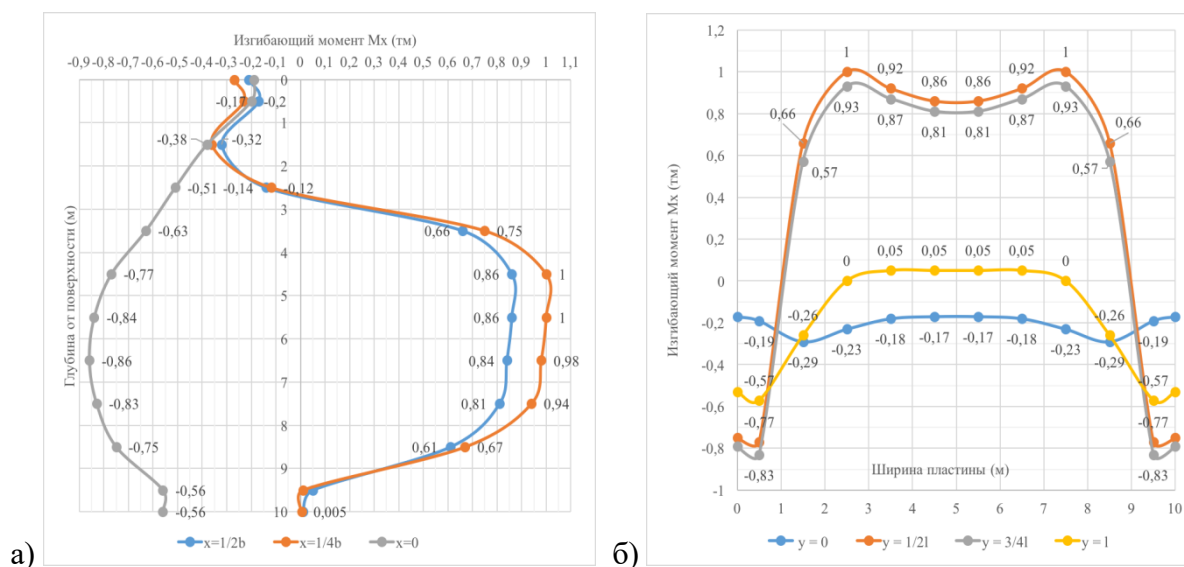 Изгибающий момент Мх (тм)
-0,9 -0,8 -0,7 -0,6 -0,5 -0,4 -0,3 -0,2 -0,1 0 0,1 0,2 0,3 0,4 0,5 0,6 0,7 0,8 0,9 1 1,1
0
-0,17 -0,2
1
-0,38 -0,32
2
-0,51 -0,14 -0,12
3
-0,63 0,66 0,75
4
-0,77 0,86 1
5
-0,84 0,86 1
6
-0,86 0,84 0,98
7
-0,83 0,81 0,94
8
-0,75 0,61 0,67
9
-0,56
-0,56 10 0,005
Глубина от поверхности (м)
x=1/2b x=1/4b x=0
а)
1,2
1
0,8
0,6
0,4
0,2
0
-0,2
-0,4
-0,6
-0,8
-1
Изгибающий момент Мх (тм)
1 0,92 0,86 0,86 0,92 1
0,93 0,87 0,81 0,81 0,87 0,93
0,66 0,66
0,57 0,57
0 0,05 0,05 0,05 0,05 0
-0,26 -0,26
-0,19 -0,29 -0,23 -0,18 -0,17 -0,17 -0,18 -0,23 -0,29 -0,19
-0,57 -0,57
-0,77 -0,77
-0,83 -0,83
Ширина пластины (м)
0 1 2 3 4 5 6 7 8 9 10
y = 0 y = 1/2l y = 3/4l y = l
б)